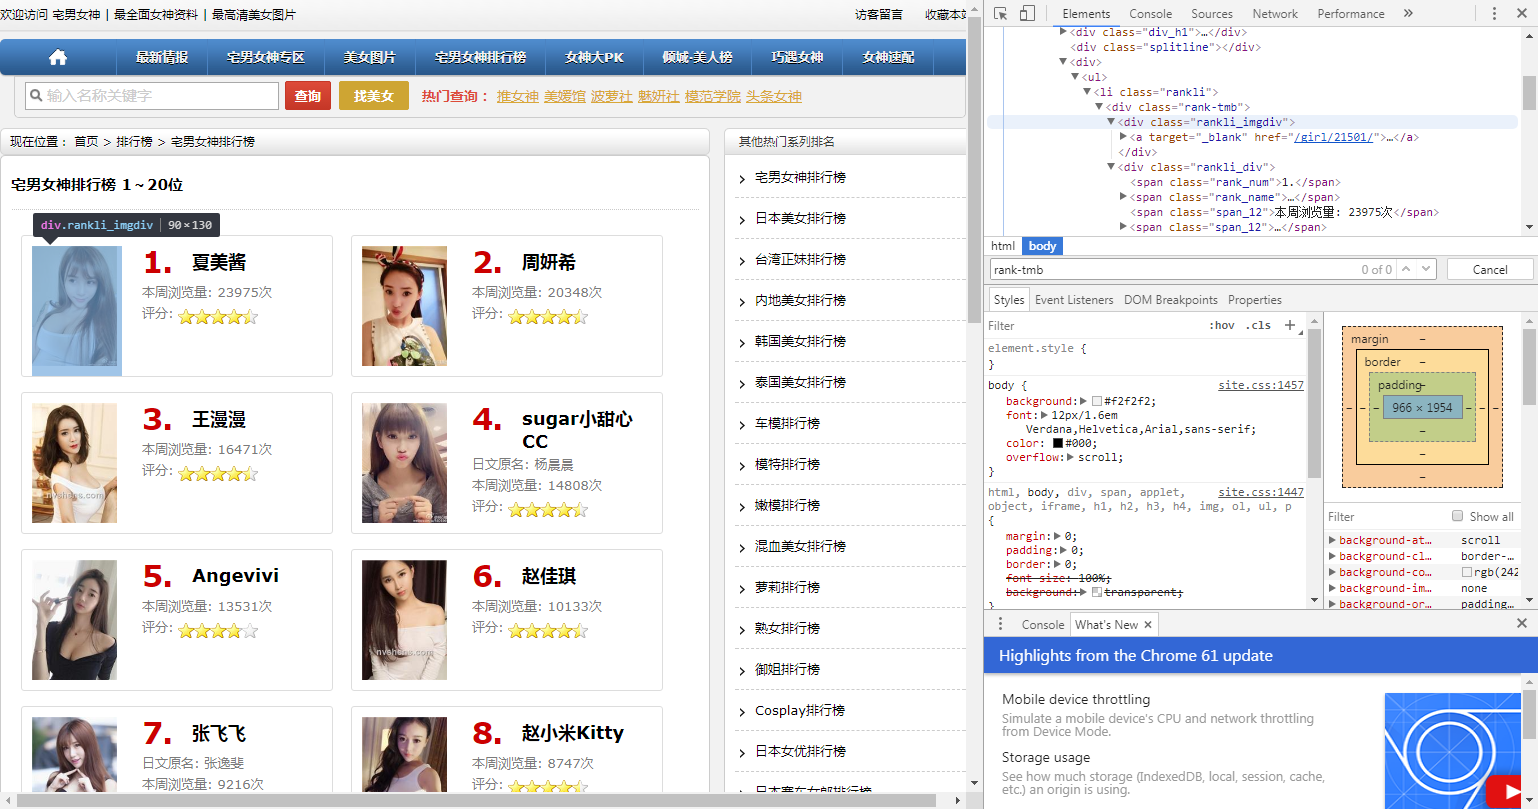 欢迎访问 宅男女神 | 最全面女神资料 | 最高清美女图片
访客留言 收藏本站
最新情报 宅男女神专区 美女图片 宅男女神排行榜 女神大PK 倾城-美人榜 巧遇女神 女神速配
输入名称关键字 查询 找美女 热门查询： 推女神 美媛馆 菠萝社 魅妍社 模范学院 头条女神
现在位置： 首页 > 排行榜 > 宅男女神排行榜
宅男女神排行榜 1～20位
div.rankli_imgdiv | 90×130
1. 夏美酱
本周浏览量: 23975次
评分:
2. 周妍希
本周浏览量: 20348次
评分:
3. 王漫漫
本周浏览量: 16471次
评分:
nvshens.com
4. sugar小甜心
CC
日文原名: 杨晨晨
本周浏览量: 14808次
评分:
5. Angevivi
本周浏览量: 13531次
评分:
6. 赵佳琪
本周浏览量: 10133次
评分:
nvshens.com
7. 张飞飞
日文原名: 张逸斐
本周浏览量: 9216次
8. 赵小米Kitty
本周浏览量: 8747次
评分:
其他热门系列排名
宅男女神排行榜
日本美女排行榜
台湾正妹排行榜
内地美女排行榜
韩国美女排行榜
泰国美女排行榜
车模排行榜
模特排行榜
嫩模排行榜
混血美女排行榜
萝莉排行榜
熟女排行榜
御姐排行榜
Cosplay排行榜
日本女优排行榜
日本赛车女郎排行榜
Elements Console Sources Network Performance »
<div class="div_h1">…</div>
<div class="splitline"></div>
<div>
<ul>
<li class="rankli">
<div class="rank-tmb">
<div class="rankli_imgdiv">
<a target="_blank" href="/girl/21501/">…</a>
</div>
<div class="rankli_div">
<span class="rank_num">1.</span>
<span class="rank_name">…</span>
<span class="span_12">本周浏览量: 23975次</span>
<span class="span_12">…</span>
html body
rank-tmb 0 of 0 Cancel
Styles Event Listeners DOM Breakpoints Properties
Filter :hov .cls +
element.style {
}
body { site.css:1457
background: #f2f2f2;
font: 12px/1.6em
Verdana,Helvetica,Arial,sans-serif;
color: #000;
overflow: scroll;
}
html, body, div, span, applet, site.css:1447
object, iframe, h1, h2, h3, h4, img, ol, ul, p
{
margin: 0;
padding: 0;
border: 0;
font-size: 100%;
background: transparent;
}
margin –
border –
padding –
– – – 966 × 1954 – – –
–
–
–
Filter Show all
background-at… scroll
background-cl… border-…
background-co… rgb(242
background-im… none
background-or… padding…
Console What's New ×
Highlights from the Chrome 61 update
Mobile device throttling
Simulate a mobile device's CPU and network throttling
from Device Mode.
Storage usage
See how much storage (IndexedDB, local, session, cache,
etc.) an origin is using.